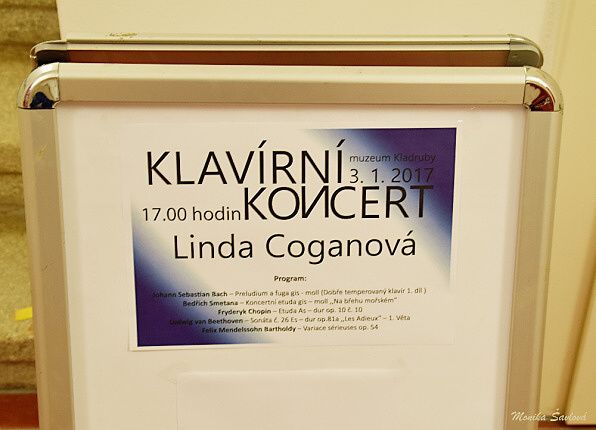 KLAVÍRNÍ
muzeum Kladruby
3. 1. 2017
17.00 hodin KONCERT
Linda Coganová
Program:
Johann Sebastian Bach – Preludium a fuga gis - moll (Dobře temperovaný klavír 1. díl )
Bedřich Smetana – Koncertní etuda gis – moll ,,Na břehu mořském"
Fryderyk Chopin – Etuda As – dur op. 10 č. 10
Ludwig van Beethoven – Sonáta č. 26 Es – dur op.81a ,,Les Adieux" – 1. Věta
Felix Mendelssohn Bartholdy – Variace sérieuses op. 54
Monika Šavlová